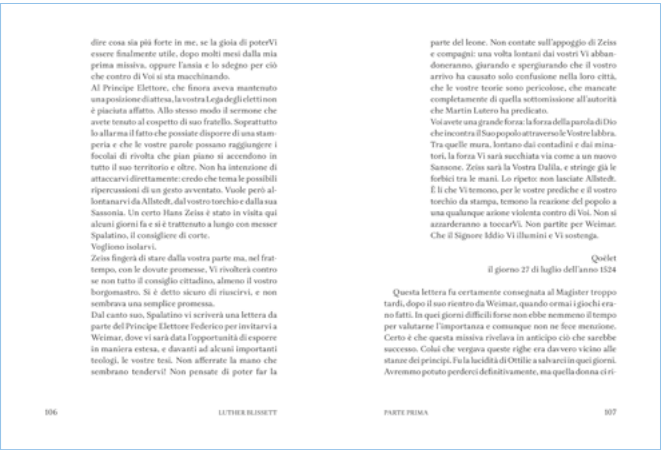 dire cosa sia più forte in me, se la gioia di poterVi
essere finalmente utile, dopo molti mesi dalla mia
prima missiva, oppure l'ansia e lo sdegno per ciò
che contro di Voi si sta macchinando.
Al Principe Elettore, che finora aveva mantenuto
una posizione di attesa, la vostra Lega degli eletti non
è piaciuta affatto. Allo stesso modo il sermone che
avete tenuto al cospetto di suo fratello. Soprattutto
lo allarma il fatto che possiate disporre di una stam-
peria e che le vostre parole possano raggiungere i
focolai di rivolta che pian piano si accendono in
tutto il suo territorio e oltre. Non ha intenzione di
attaccarvi direttamente: credo che tema le possibili
ripercussioni di un gesto avventato. Vuole però al-
lontanarvi da Allstedt, dal vostro torchio e dalla sua
Sassonia. Un certo Hans Zeiss è stato in visita qui
alcuni giorni fa e si è trattenuto a lungo con messer
Spalatino, il consigliere di corte.
Vogliono isolarvi.
Zeiss fingerà di stare dalla vostra parte ma, nel frat-
tempo, con le dovute promesse, Vi rivolterà contro
se non tutto il consiglio cittadino, almeno il vostro
borgomastro. Si è detto sicuro di riuscirvi, e non
sembrava una semplice promessa.
Dal canto suo, Spalatino vi scriverà una lettera da
parte del Principe Elettore Federico per invitarvi a
Weimar, dove vi sarà data l'opportunità di esporre
in maniera estesa, e davanti ad alcuni importanti
teologi, le vostre tesi. Non afferrate la mano che
sembrano tendervi! Non pensate di poter far la
106
LUTHER BLISSETT
parte del leone. Non contate sull'appoggio di Zeiss
e compagni: una volta lontani dai vostri Vi abban-
doneranno, giurando e spergiurando che il vostro
arrivo ha causato solo confusione nella loro città,
che le vostre teorie sono pericolose, che mancate
completamente di quella sottomissione all'autorità
che Martin Lutero ha predicato.
Voi avete una grande forza: la forza della parola di Dio
che incontra il Suo popolo attraverso le Vostre labbra.
Tra quelle mura, lontano dai contadini e dai mina-
tori, la forza Vi sarà succhiata via come a un nuovo
Sansone. Zeiss sarà la Vostra Dalila, e stringe già le
forbici tra le mani. Lo ripeto: non lasciate Allstedt.
È lì che Vi temono, per le vostre prediche e il vostro
torchio da stampa, temono la reazione del popolo a
una qualunque azione violenta contro di Voi. Non si
azzarderanno a toccarVi. Non partite per Weimar.
Che il Signore Iddio Vi illumini e Vi sostenga.
Qoèlet
il giorno 27 di luglio dell'anno 1524
Questa lettera fu certamente consegnata al Magister troppo
tardi, dopo il suo rientro da Weimar, quando ormai i giochi era-
no fatti. In quei giorni difficili forse non ebbe nemmeno il tempo
per valutarne l'importanza e comunque non ne fece menzione.
Certo è che questa missiva rivelava in anticipo ciò che sarebbe
successo. Colui che vergava queste righe era davvero vicino alle
stanze dei principi. Fu la lucidità di Ottilie a salvarci in quei giorni.
Avremmo potuto perderci definitivamente, ma quella donna ci ri-
PARTE PRIMA
107